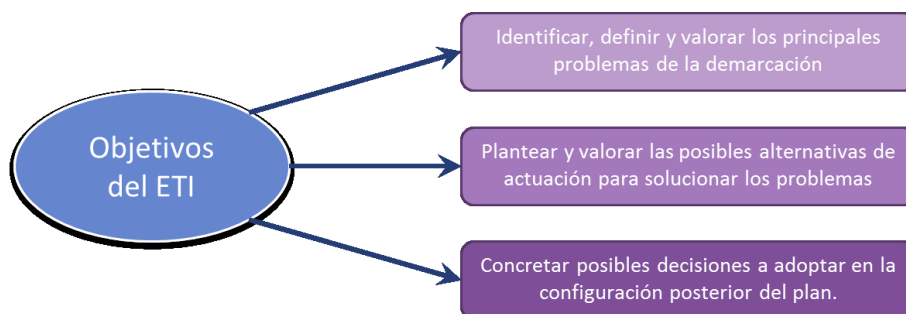 Objetivos
del ETI
Identificar, definir y valorar los principales
problemas de la demarcación
Plantear y valorar las posibles alternativas de
actuación para solucionar los problemas
Concretar posibles decisiones a adoptar en la
configuración posterior del plan.